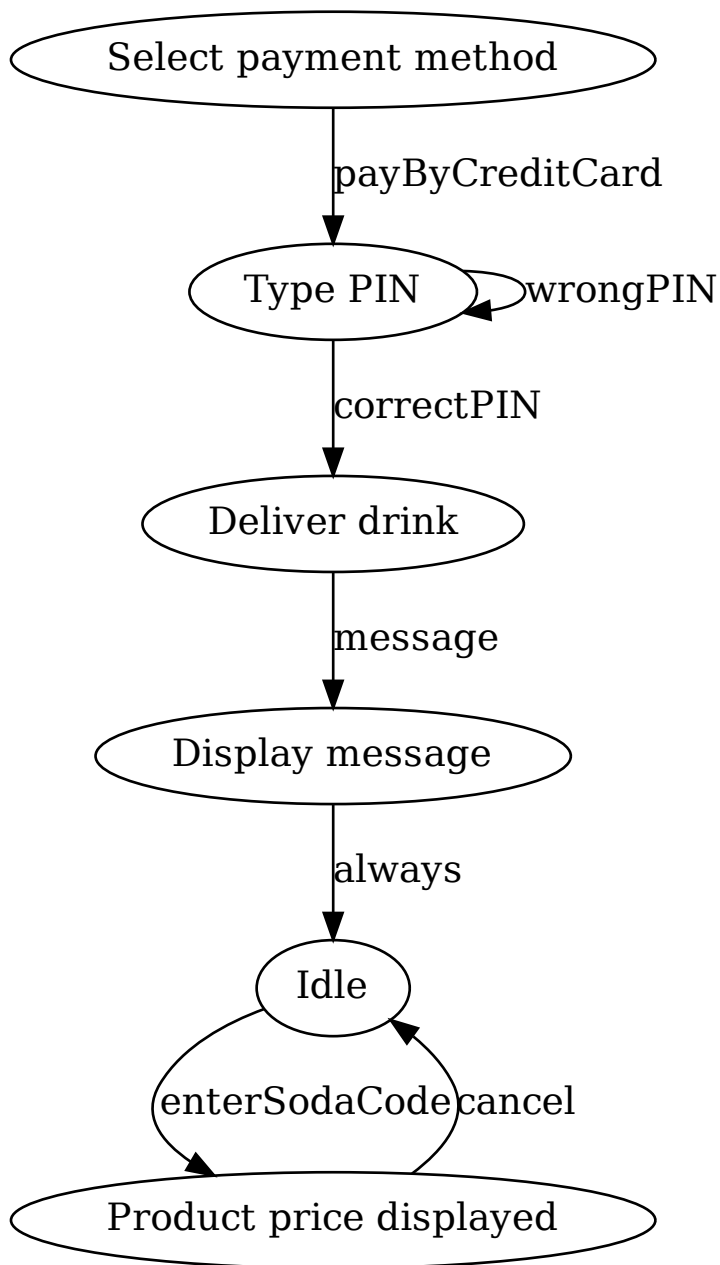 Select payment method
payByCreditCard
Type PIN
wrongPIN
correctPIN
Deliver drink
message
Display message
always
Idle
enterSodaCode
cancel
Product price displayed